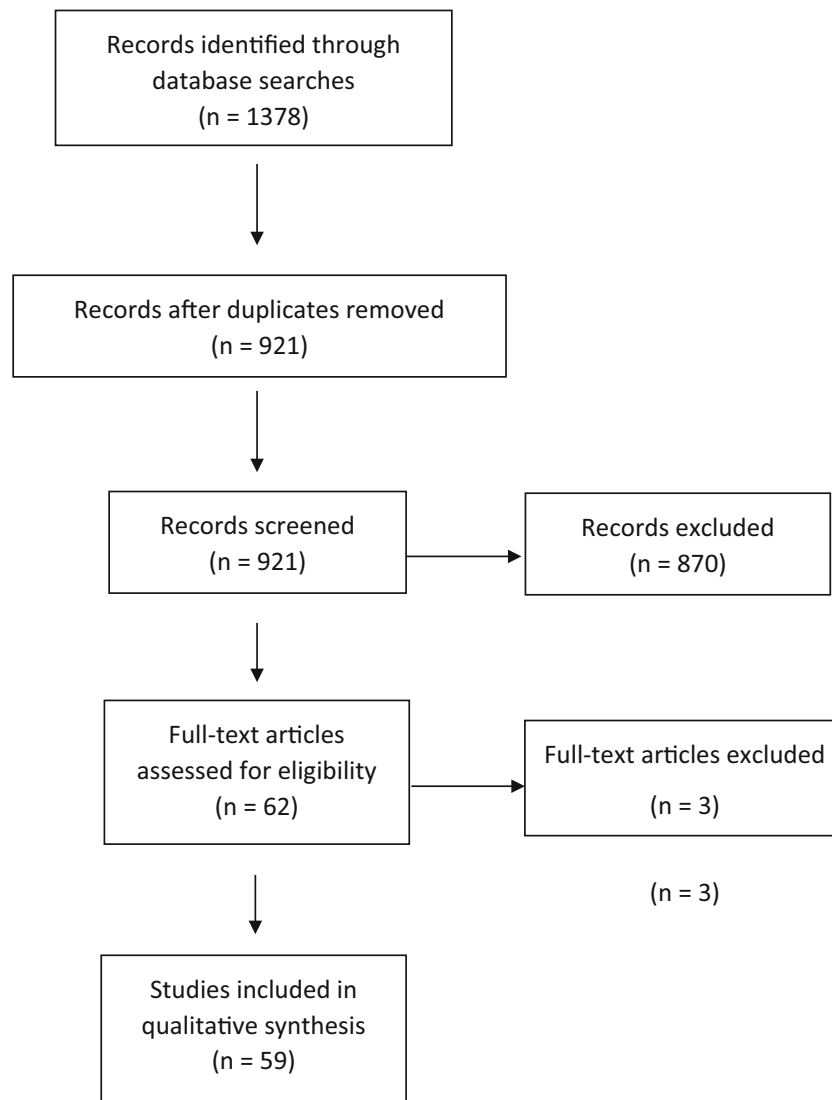 Records identified through
database searches
(n = 1378)
Records after duplicates removed
(n = 921)
Records screened
(n = 921)
Records excluded
(n = 870)
Full-text articles
assessed for eligibility
(n = 62)
Full-text articles excluded
(n = 3)
(n = 3)
Studies included in
qualitative synthesis
(n = 59)